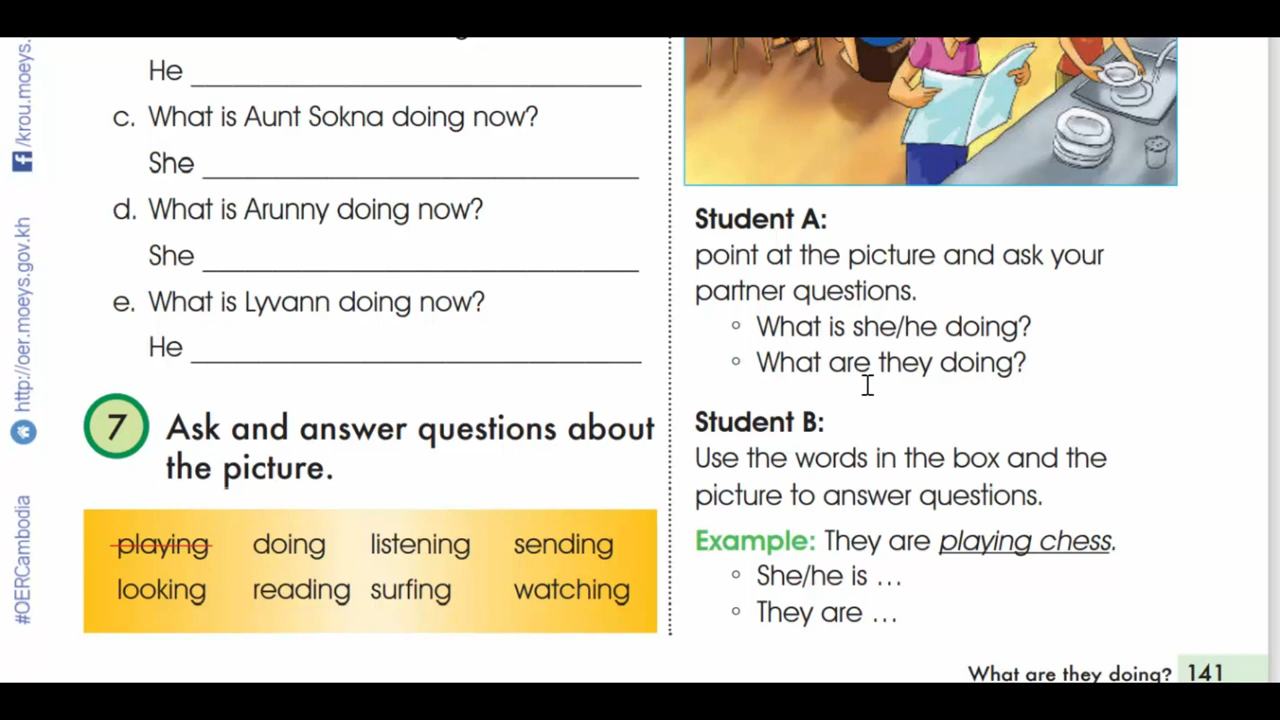 He
c. What is Aunt Sokna doing now?
She
d. What is Arunny doing now?
She
e. What is Lyvann doing now?
He
7 Ask and answer questions about
the picture.
playing doing listening sending
looking reading surfing watching
Student A:
point at the picture and ask your
partner questions.
° What is she/he doing?
° What are they doing?
Student B:
Use the words in the box and the
picture to answer questions.
Example: They are playing chess.
° She/he is ...
° They are ...
What are they doing? 141
#OERCambodia
http://oer.moeys.gov.kh
/krou.moeys.